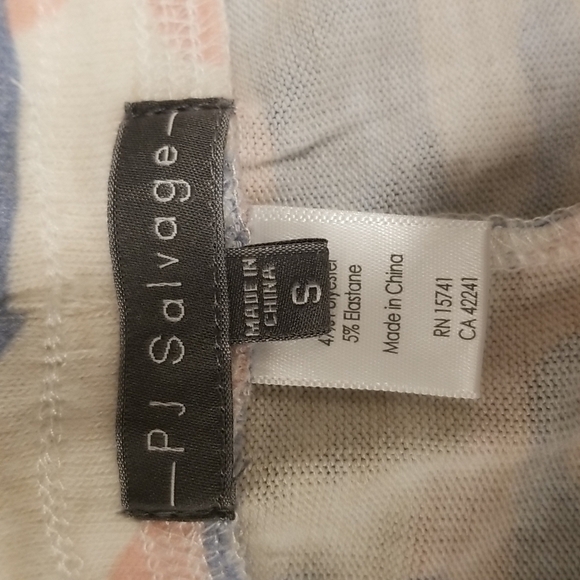 PJ Salvage
MADE IN
CHINA
S
5% Elastane
Made in China
RN 15741
CA 42241